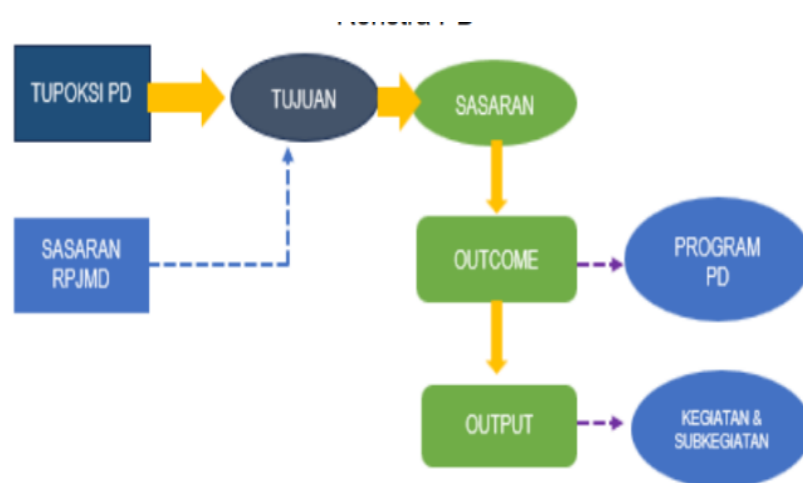 TUPOKSI PD
TUJUAN
SASARAN
SASARAN
RPJMD
OUTCOME
PROGRAM
PD
OUTPUT
KEGIATAN &
SUBKEGIATAN